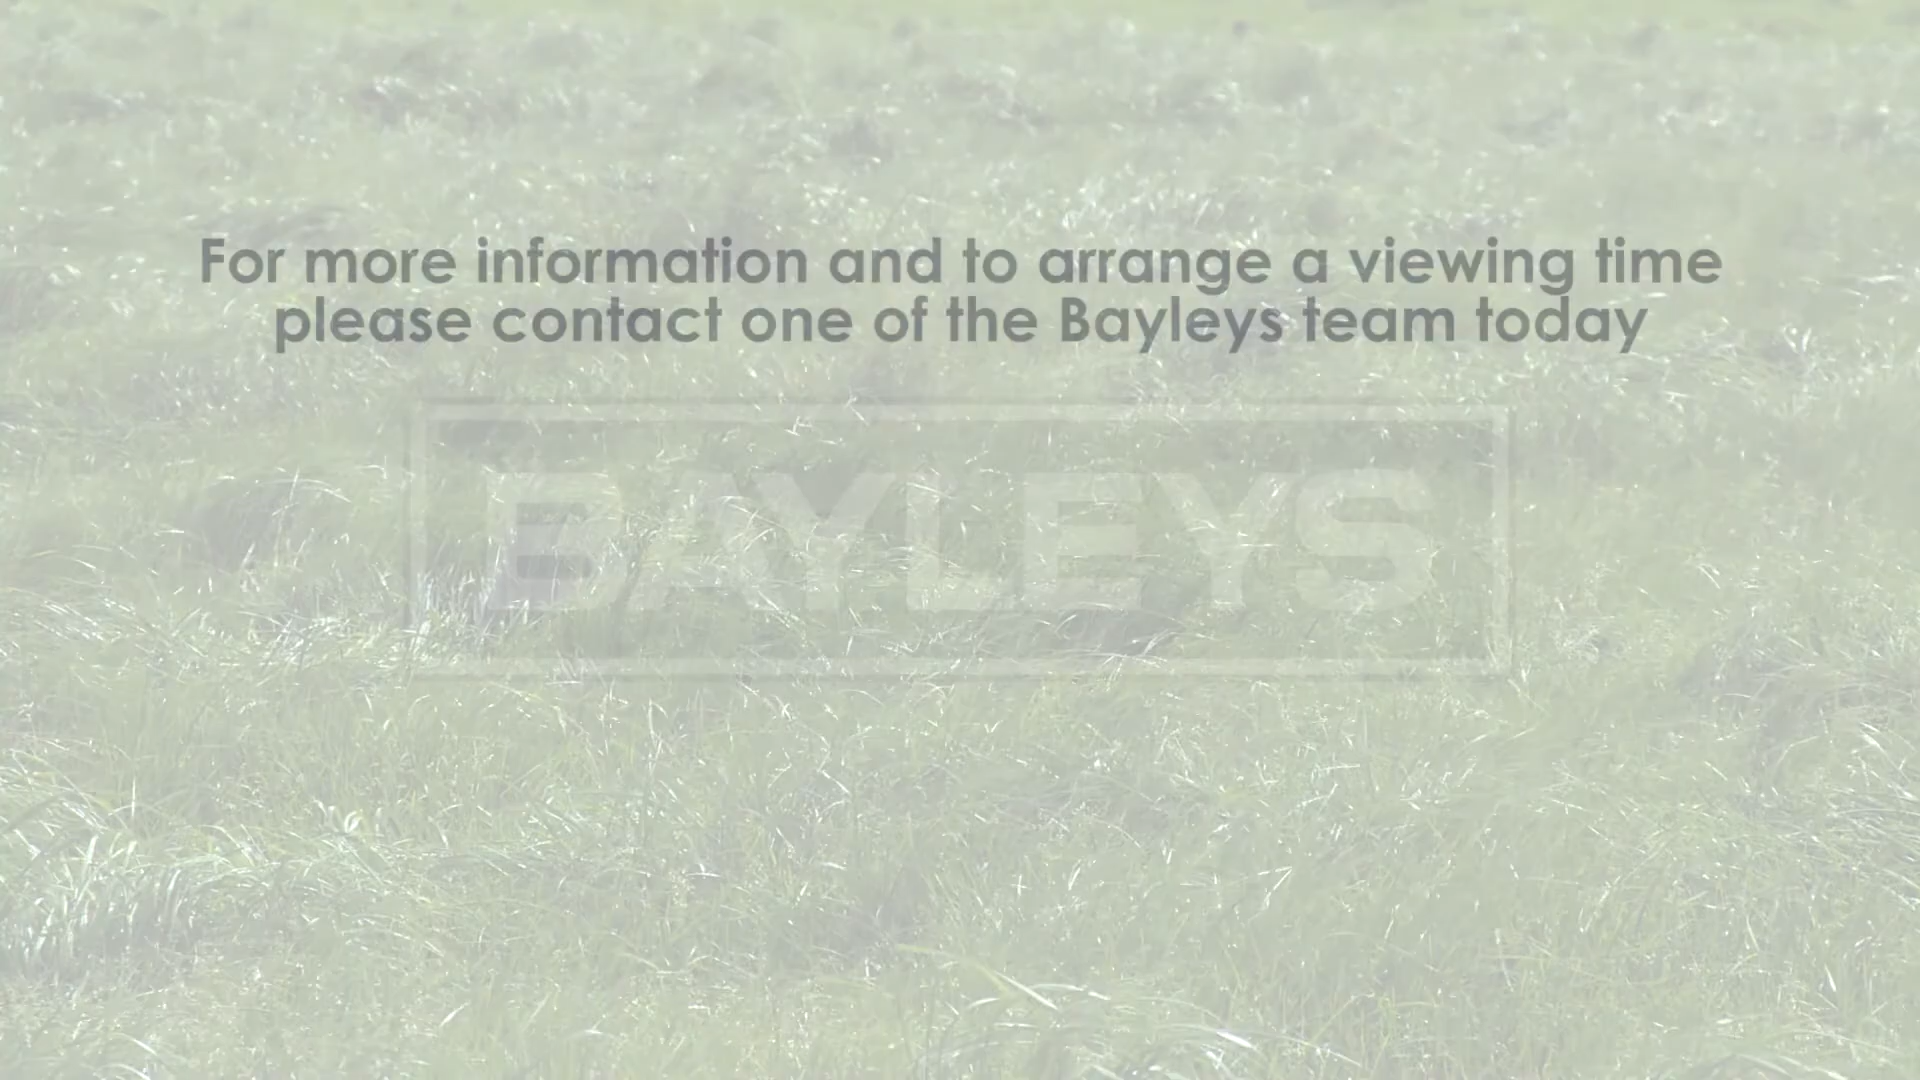 For more information and to arrange a viewing time
please contact one of the Bayleys team today
BAYLEYS